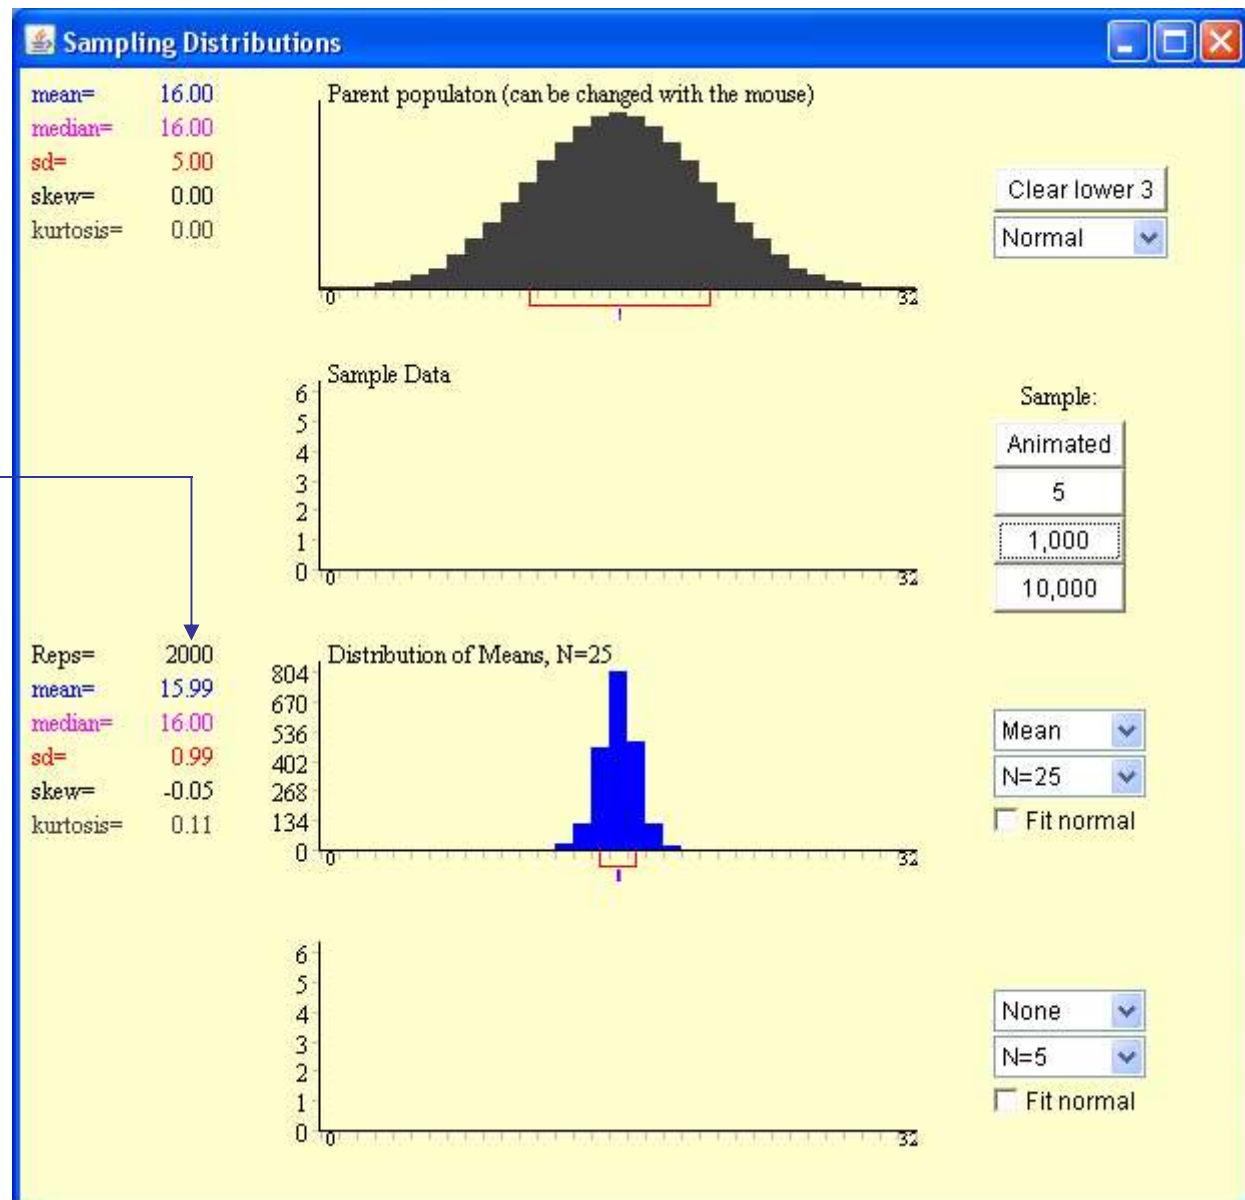 Sampling Distributions
mean= 16.00
median= 16.00
sd= 5.00
skew= 0.00
kurtosis= 0.00
Parent populaton (can be changed with the mouse)
0 32
Clear lower 3
Normal
Sample Data
6
5
4
3
2
1
0
0 32
Sample:
Animated
5
1,000
10,000
Reps= 2000
mean= 15.99
median= 16.00
sd= 0.99
skew= -0.05
kurtosis= 0.11
Distribution of Means, N=25
804
670
536
402
268
134
0
0 32
Mean
N=25
Fit normal
6
5
4
3
2
1
0
0 32
None
N=5
Fit normal